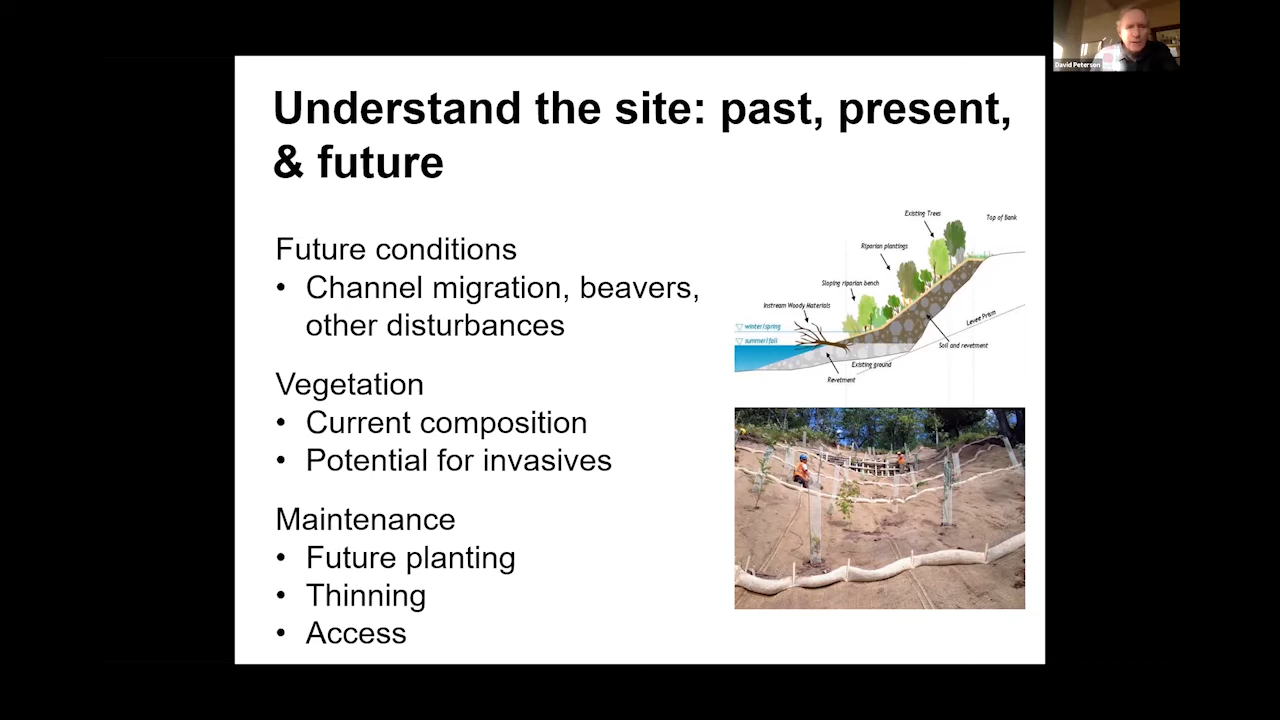 David Peterson
Understand the site: past, present,
& future
Future conditions
• Channel migration, beavers,
other disturbances
Vegetation
• Current composition
• Potential for invasives
Maintenance
• Future planting
• Thinning
• Access
Existing Trees
Top of Bank
Riparian plantings
Sloping riparian bench
Instream Woody Materials
winter/spring
summer/fall
Levee Prism
Soil and revetment
Existing ground
Revetment